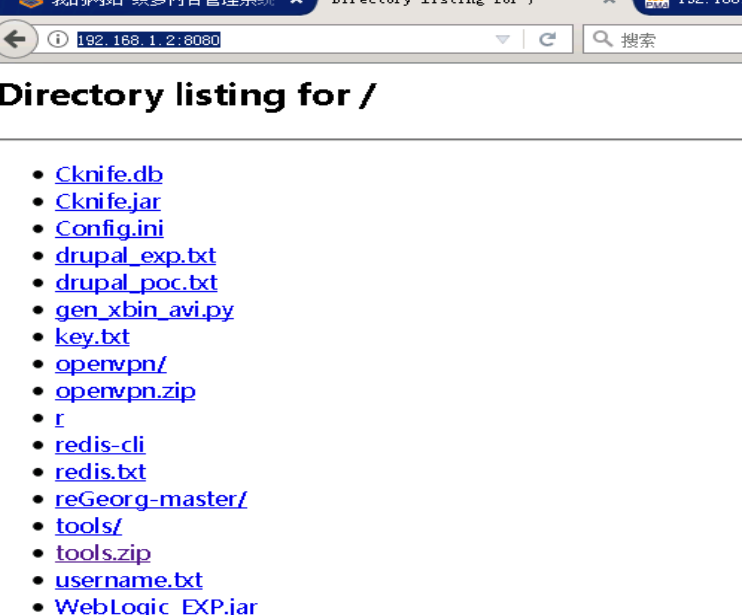 Directory listing for /
192.168
192.168.1.2:8080
搜索
Directory listing for /
Cknife.db
Cknife.jar
Config.ini
drupal_exp.txt
drupal_poc.txt
gen_xbin_avi.py
key.txt
openvpn/
openvpn.zip
r
redis-cli
redis.txt
reGeorg-master/
tools/
tools.zip
username.txt
WebLogic_EXP.jar